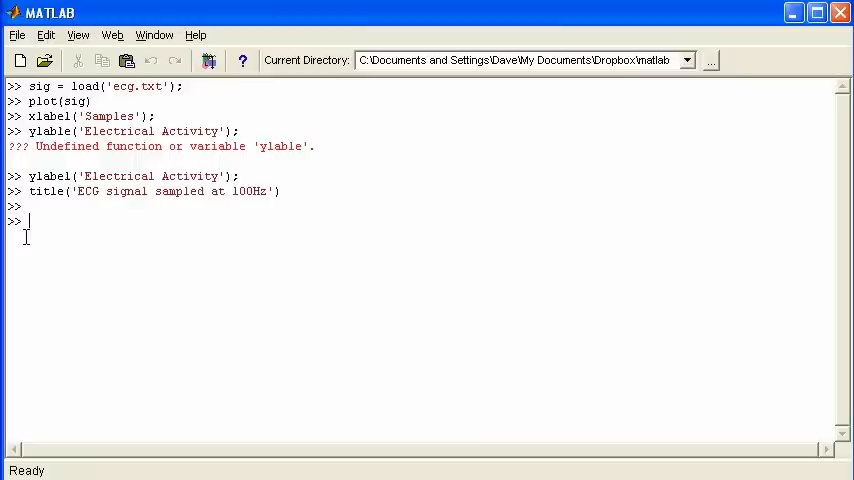 MATLAB
File Edit View Web Window Help
? Current Directory: C:\Documents and Settings\Dave\My Documents\Dropbox\matlab ...
>> sig = load('ecg.txt');
>> plot(sig)
>> xlabel('Samples');
>> ylable('Electrical Activity');
??? Undefined function or variable 'ylable'.
>> ylabel('Electrical Activity');
>> title('ECG signal sampled at 100Hz')
>>
>>
Ready